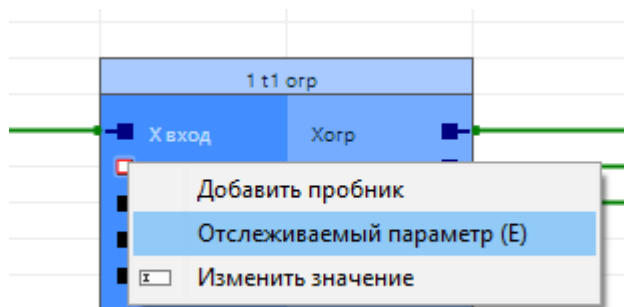 1 t1 огр
Х вход
Хогр
Добавить пробник
Отслеживаемый параметр (E)
Изменить значение